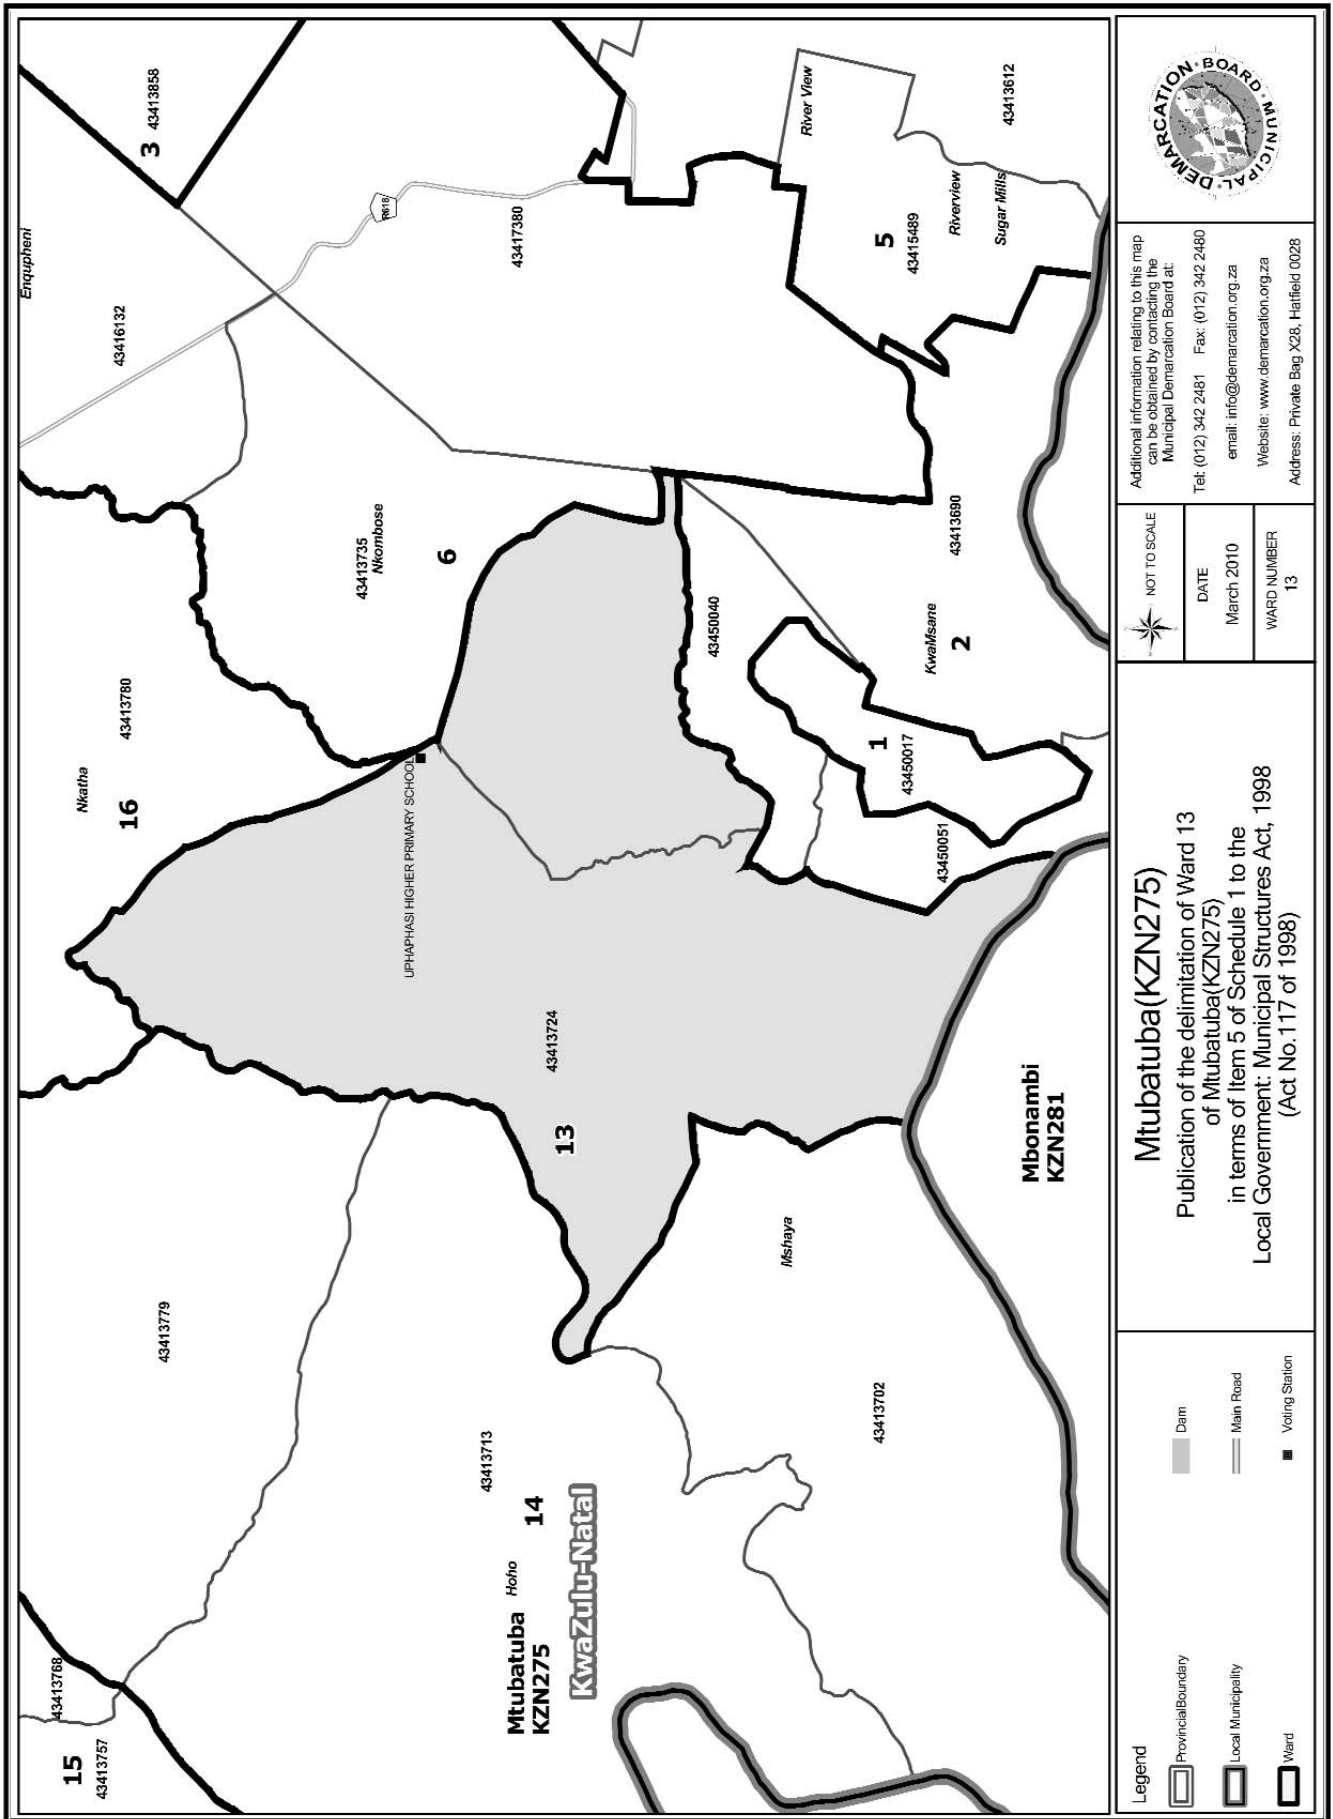 15
43413757
43413768
43413779
Nkatha
16
43413780
Enqupheni
43416132
3
43413858
R618
43413735
Nkombose
6
43417380
UPHAPHASI HIGHER PRIMARY SCHOOL
43413724
13
43413713
Mtubatuba
KZN275
Hoho
14
KwaZulu-Natal
43450040
River View
5
43415489
Riverview
Sugar Mills
43413612
Mshaya
43413702
1
43450017
43450051
KwaMsane
2
43413690
Mbonambi
KZN281
Legend
ProvincialBoundary
Local Municipality
Ward
Dam
Main Road
Voting Station
Mtubatuba(KZN275)
Publication of the delimitation of Ward 13
of Mtubatuba(KZN275)
in terms of Item 5 of Schedule 1 to the
Local Government: Municipal Structures Act, 1998
(Act No.117 of 1998)
NOT TO SCALE
DATE
March 2010
WARD NUMBER
13
Additional information relating to this map
can be obtained by contacting the
Municipal Demarcation Board at:
Tel: (012) 342 2481 Fax: (012) 342 2480
email: info@demarcation.org.za
Website: www.demarcation.org.za
Address: Private Bag X28, Hatfield 0028
DEMARCATION · BOARD · MUNICIPAL ·